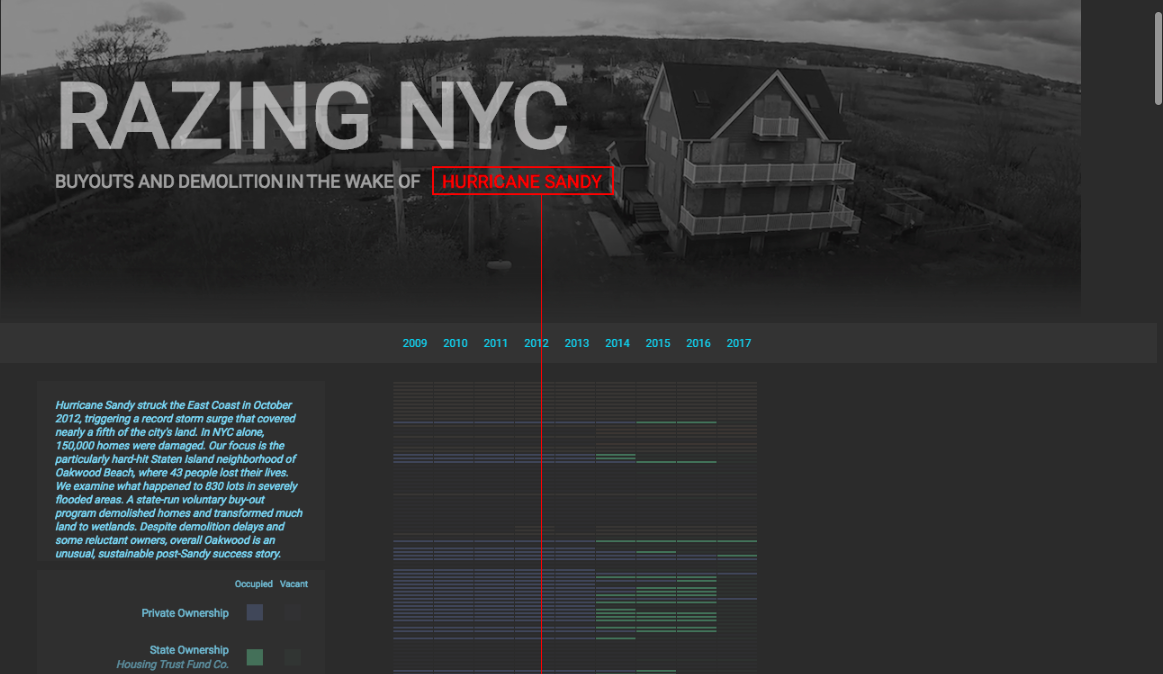 RAZING NYC
BUYOUTS AND DEMOLITION IN THE WAKE OF HURRICANE SANDY
2009 2010 2011 2012 2013 2014 2015 2016 2017
Hurricane Sandy struck the East Coast in October
2012, triggering a record storm surge that covered
nearly a fifth of the city's land. In NYC alone,
150,000 homes were damaged. Our focus is the
particularly hard-hit Staten Island neighborhood of
Oakwood Beach, where 43 people lost their lives.
We examine what happened to 830 lots in severely
flooded areas. A state-run voluntary buy-out
program demolished homes and transformed much
land to wetlands. Despite demolition delays and
some reluctant owners, overall Oakwood is an
unusual, sustainable post-Sandy success story.
Occupied Vacant
Private Ownership
State Ownership
Housing Trust Fund Co.